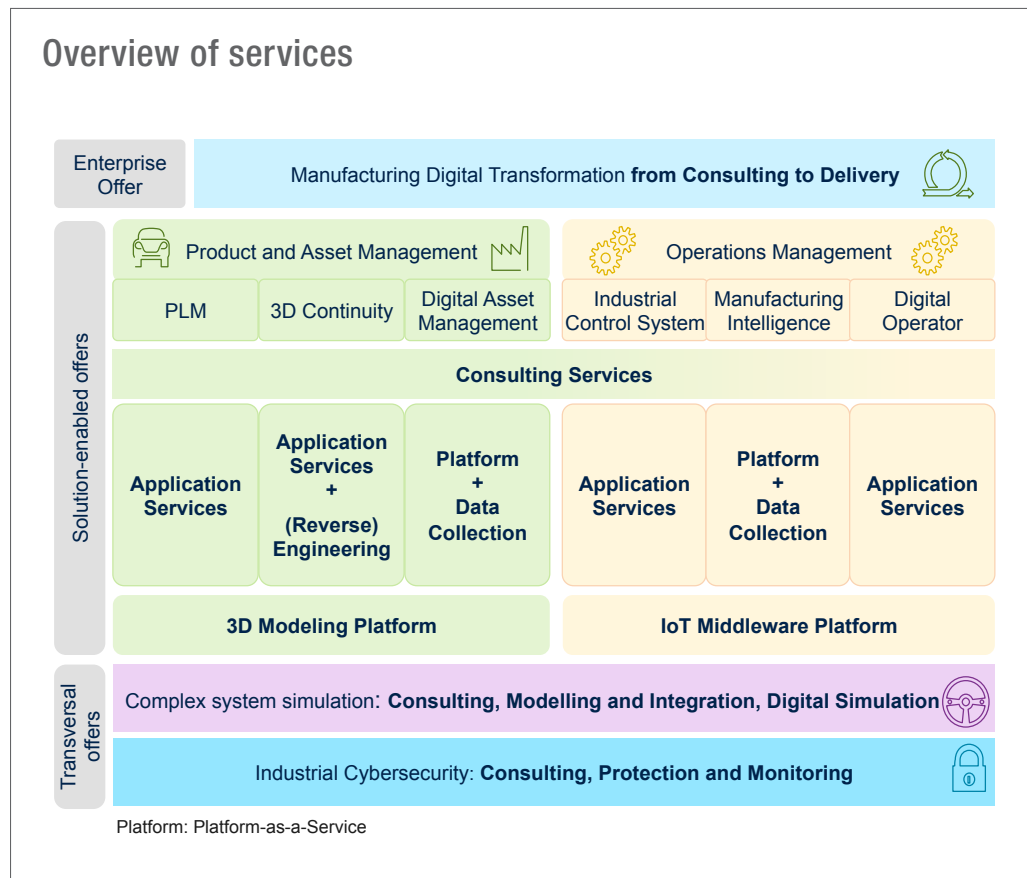 Overview of services
Enterprise
Offer
Manufacturing Digital Transformation from Consulting to Delivery
Solution-enabled offers
Product and Asset Management
Operations Management
PLM
3D Continuity
Digital Asset
Management
Industrial
Control System
Manufacturing
Intelligence
Digital
Operator
Consulting Services
Application
Services
Application
Services
+
(Reverse)
Engineering
Platform
+
Data
Collection
Application
Services
Platform
+
Data
Collection
Application
Services
3D Modeling Platform
IoT Middleware Platform
Transversal
offers
Complex system simulation: Consulting, Modelling and Integration, Digital Simulation
Industrial Cybersecurity: Consulting, Protection and Monitoring
Platform: Platform-as-a-Service